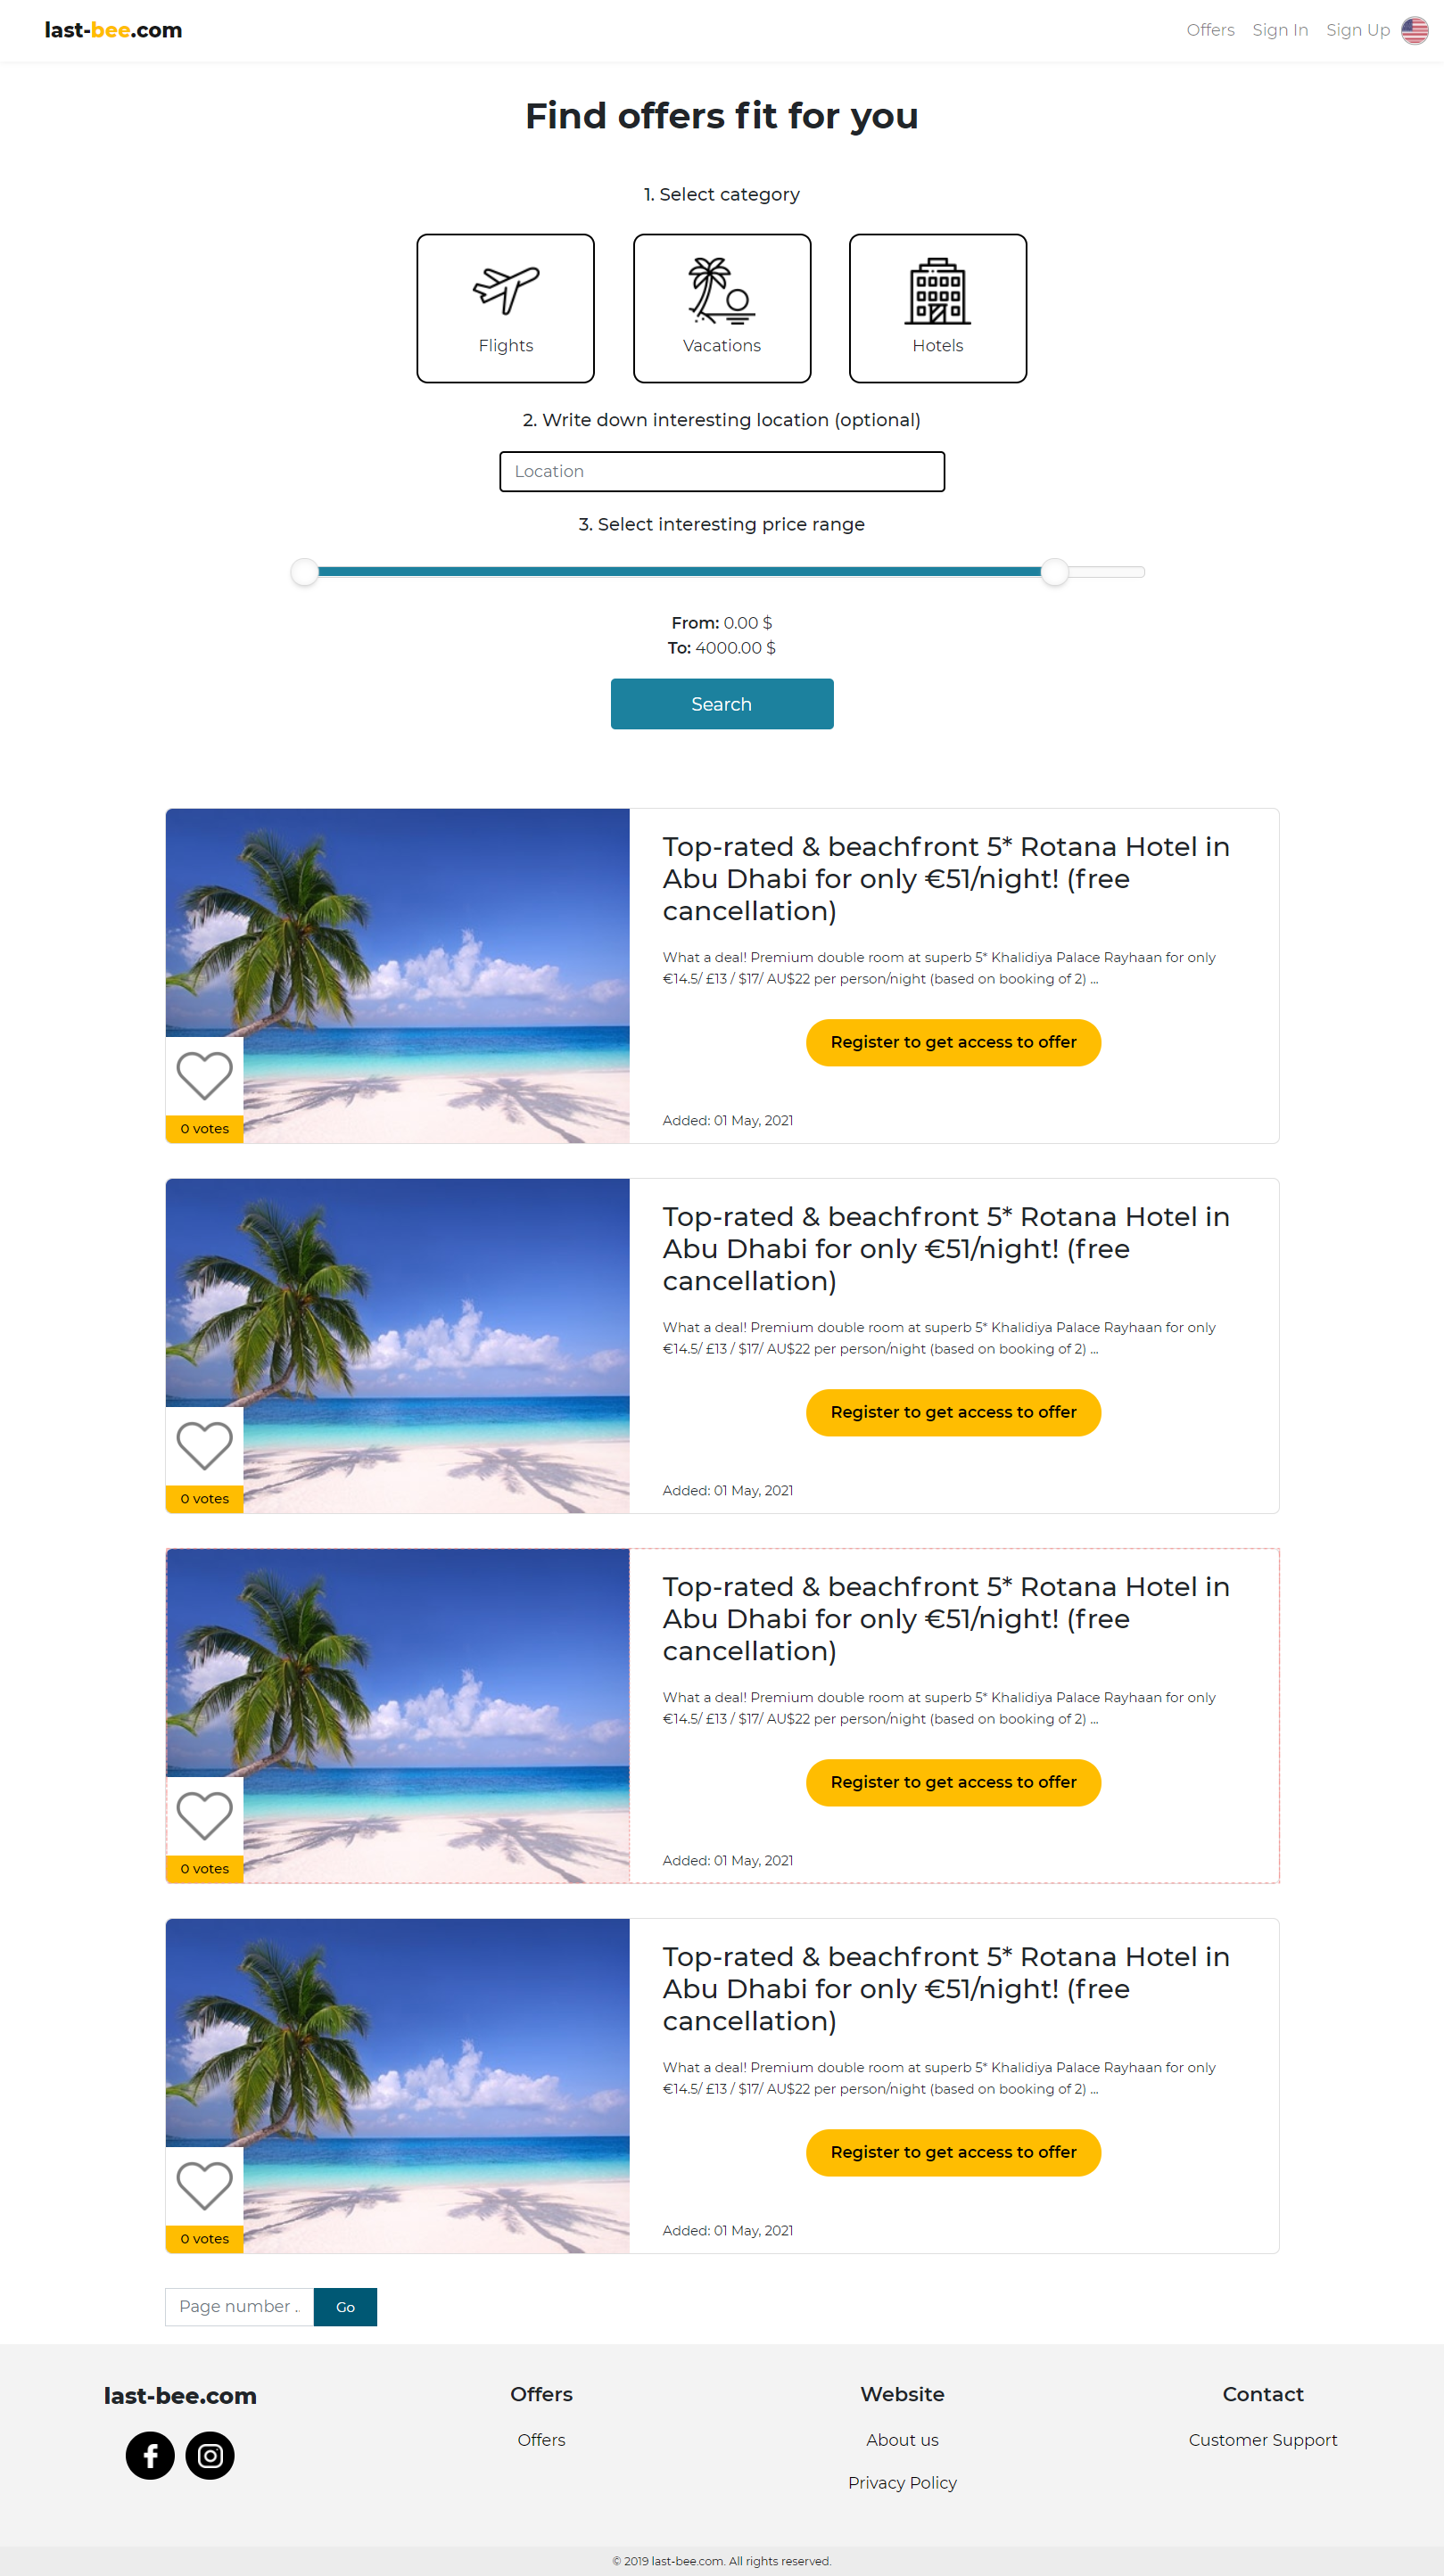 last-bee.com
Offers Sign In Sign Up
Find offers fit for you
1. Select category
Flights Vacations Hotels
2. Write down interesting location (optional)
Location
3. Select interesting price range
From: 0.00 $
To: 4000.00 $
Search
Top-rated & beachfront 5* Rotana Hotel in
Abu Dhabi for only €51/night! (free
cancellation)
What a deal! Premium double room at superb 5* Khalidiya Palace Rayhaan for only
€14.5/ £13 / $17/ AU$22 per person/night (based on booking of 2) ...
Register to get access to offer
Added: 01 May, 2021
0 votes
Top-rated & beachfront 5* Rotana Hotel in
Abu Dhabi for only €51/night! (free
cancellation)
What a deal! Premium double room at superb 5* Khalidiya Palace Rayhaan for only
€14.5/ £13 / $17/ AU$22 per person/night (based on booking of 2) ...
Register to get access to offer
Added: 01 May, 2021
0 votes
Top-rated & beachfront 5* Rotana Hotel in
Abu Dhabi for only €51/night! (free
cancellation)
What a deal! Premium double room at superb 5* Khalidiya Palace Rayhaan for only
€14.5/ £13 / $17/ AU$22 per person/night (based on booking of 2) ...
Register to get access to offer
Added: 01 May, 2021
0 votes
Top-rated & beachfront 5* Rotana Hotel in
Abu Dhabi for only €51/night! (free
cancellation)
What a deal! Premium double room at superb 5* Khalidiya Palace Rayhaan for only
€14.5/ £13 / $17/ AU$22 per person/night (based on booking of 2) ...
Register to get access to offer
Added: 01 May, 2021
0 votes
Page number .. Go
last-bee.com
Offers
Offers
Website
About us
Privacy Policy
Contact
Customer Support
© 2019 last-bee.com. All rights reserved.